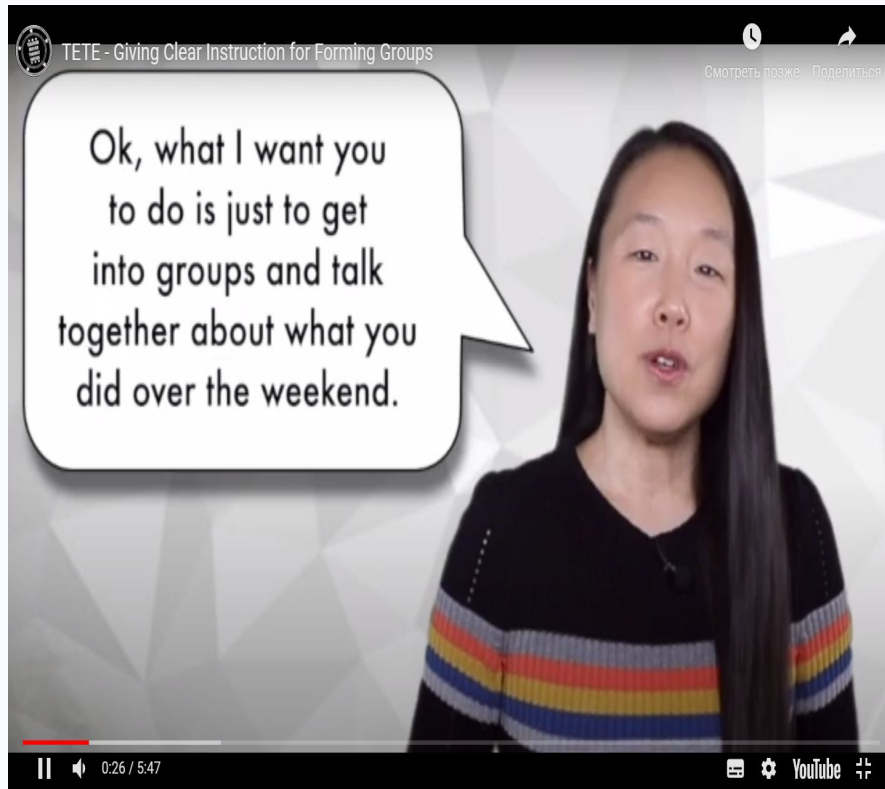 TETE - Giving Clear Instruction for Forming Groups
Смотреть позже
Поделиться
Ok, what I want you
to do is just to get
into groups and talk
together about what you
did over the weekend.
0:26 / 5:47
YouTube